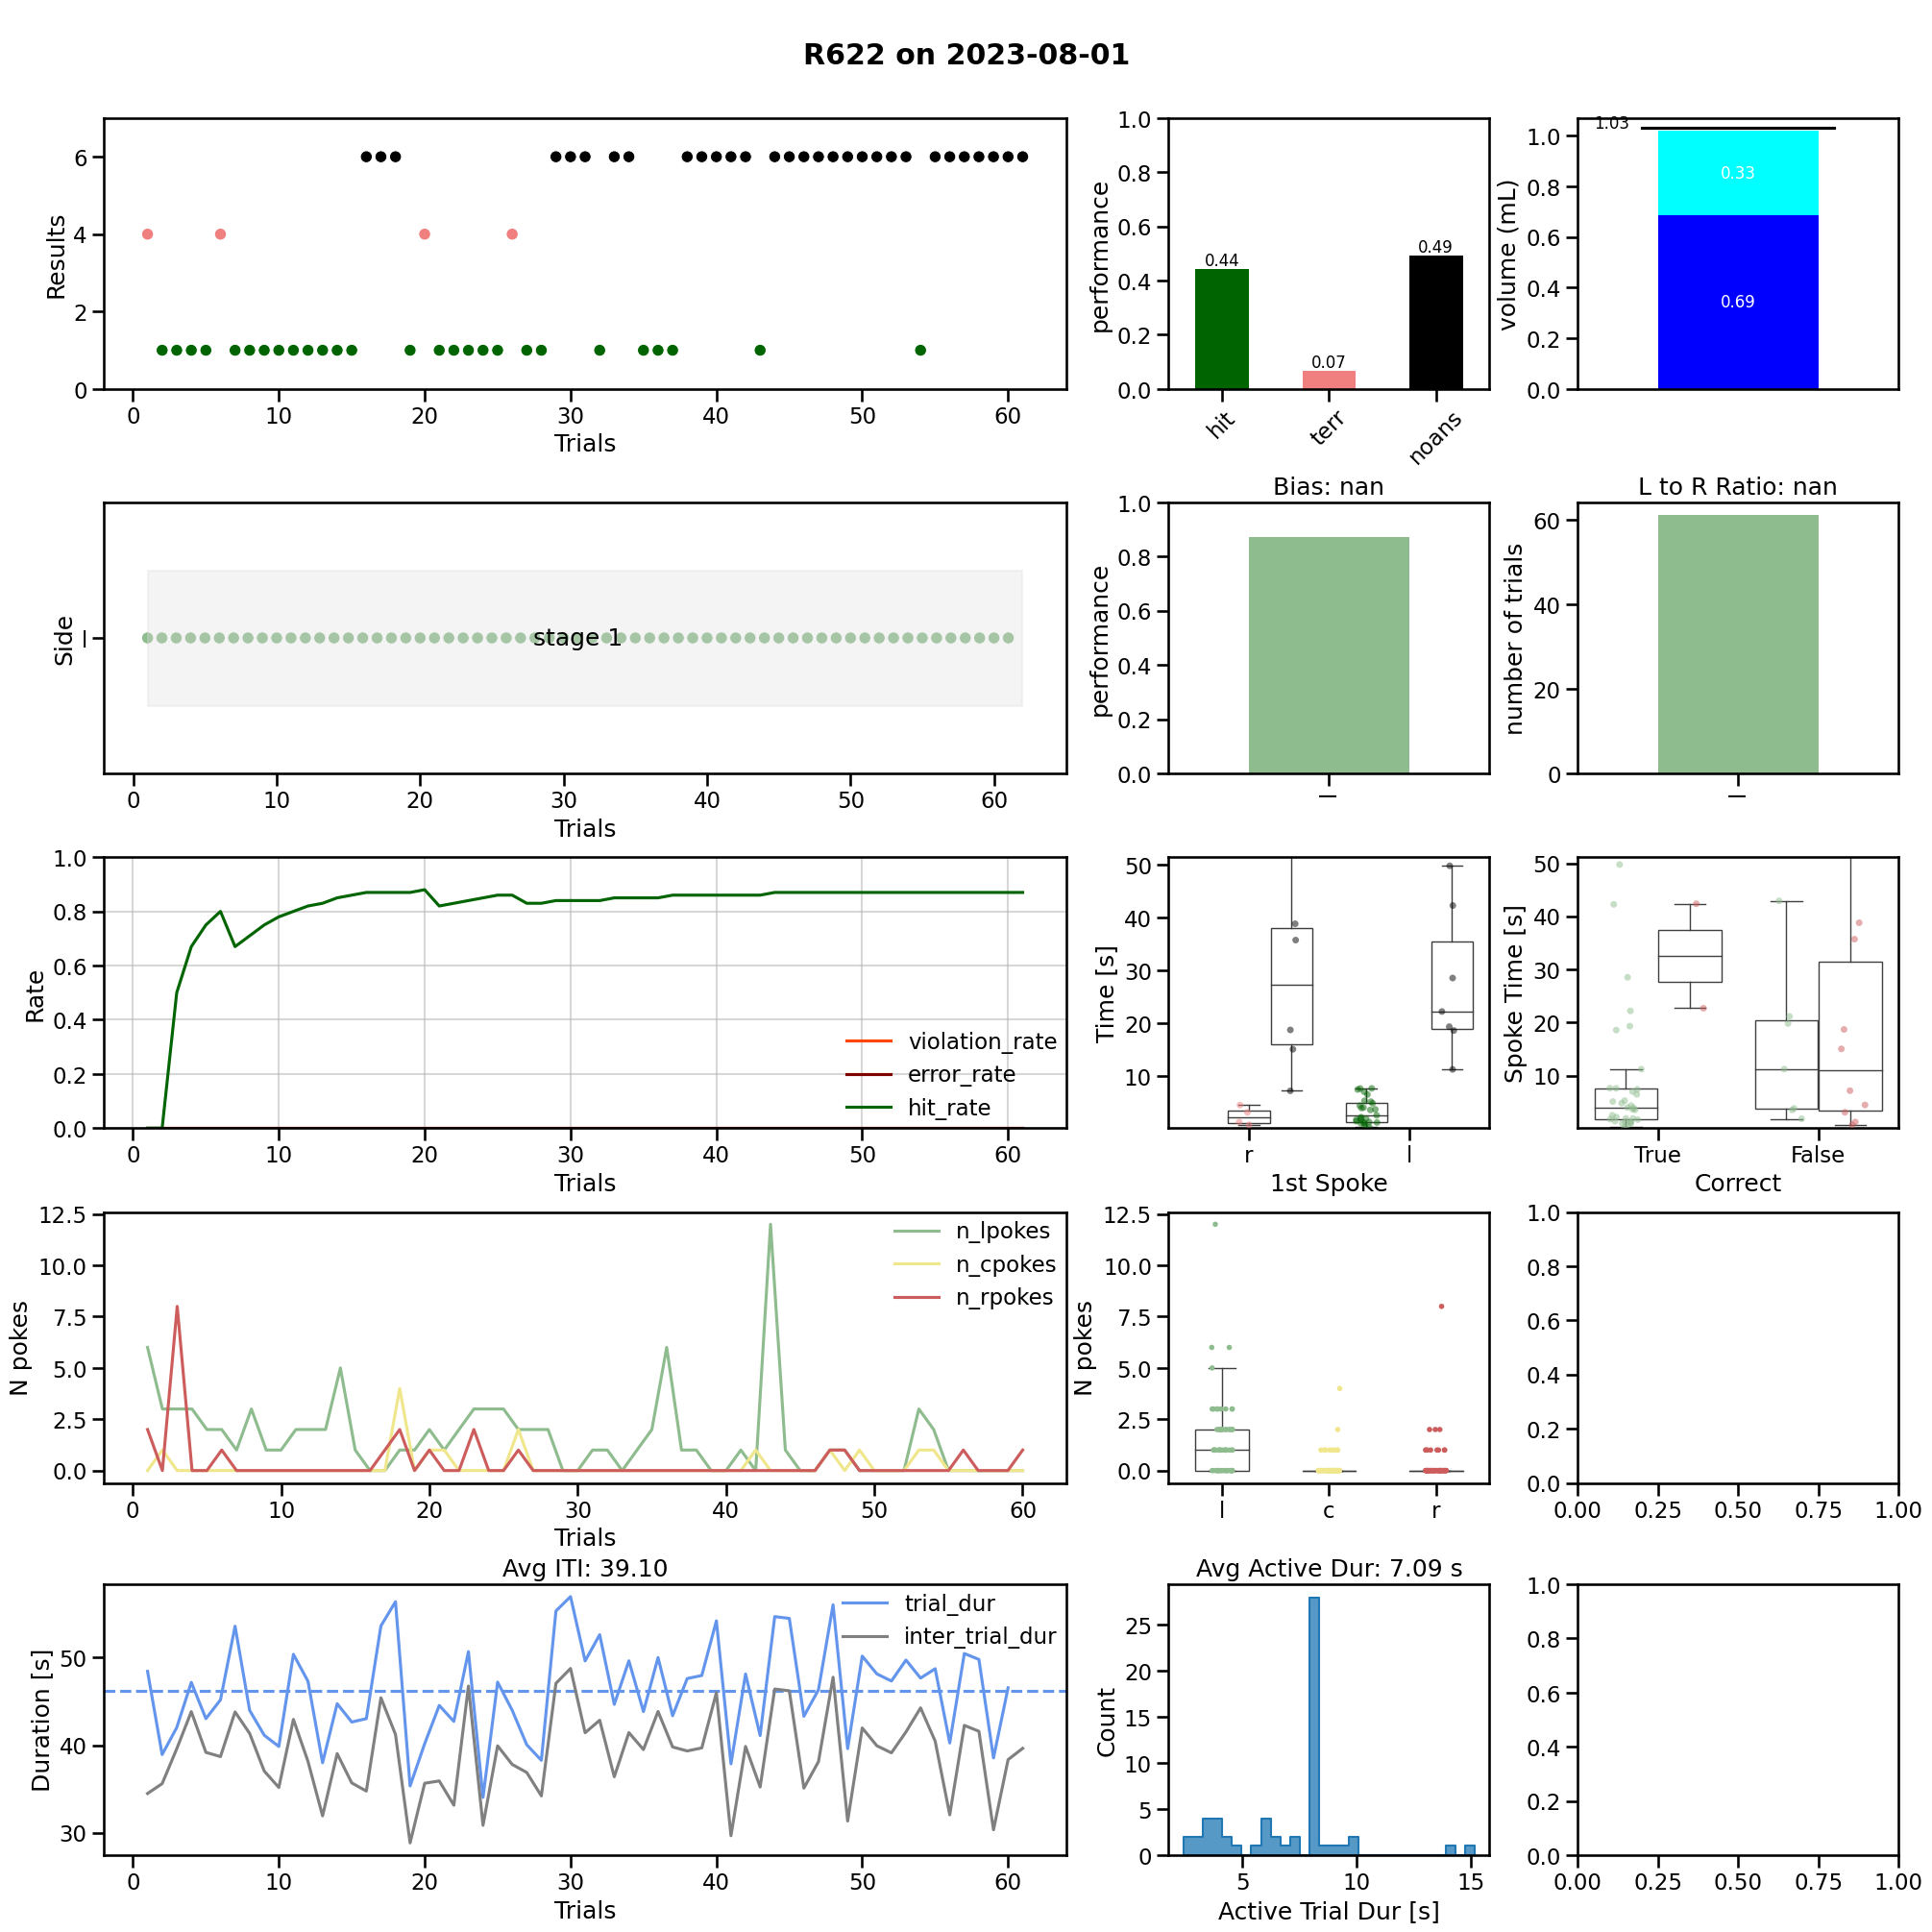 R622 on 2023-08-01
Results
6
4
2
0
0 10 20 30 40 50 60
Trials
performance
1.0
0.8
0.6
0.4
0.2
0.0
0.44
0.07
0.49
hit terr noans
volume (mL)
1.0
0.8
0.6
0.4
0.2
0.0
1.03
0.33
0.69
Side
l
stage 1
0 10 20 30 40 50 60
Trials
Bias: nan
performance
1.0
0.8
0.6
0.4
0.2
0.0
l
L to R Ratio: nan
number of trials
60
40
20
0
l
Rate
1.0
0.8
0.6
0.4
0.2
0.0
violation_rate
error_rate
hit_rate
0 10 20 30 40 50 60
Trials
Time [s]
50
40
30
20
10
r l
1st Spoke
Spoke Time [s]
50
40
30
20
10
True False
Correct
N pokes
12.5
10.0
7.5
5.0
2.5
0.0
n_lpokes
n_cpokes
n_rpokes
0 10 20 30 40 50 60
Trials
N pokes
12.5
10.0
7.5
5.0
2.5
0.0
l c r
1.0
0.8
0.6
0.4
0.2
0.0
0.00 0.25 0.50 0.75 1.00
Avg ITI: 39.10
Duration [s]
50
40
30
trial_dur
inter_trial_dur
0 10 20 30 40 50 60
Trials
Avg Active Dur: 7.09 s
Count
25
20
15
10
5
0
5 10 15
Active Trial Dur [s]
1.0
0.8
0.6
0.4
0.2
0.0
0.00 0.25 0.50 0.75 1.00